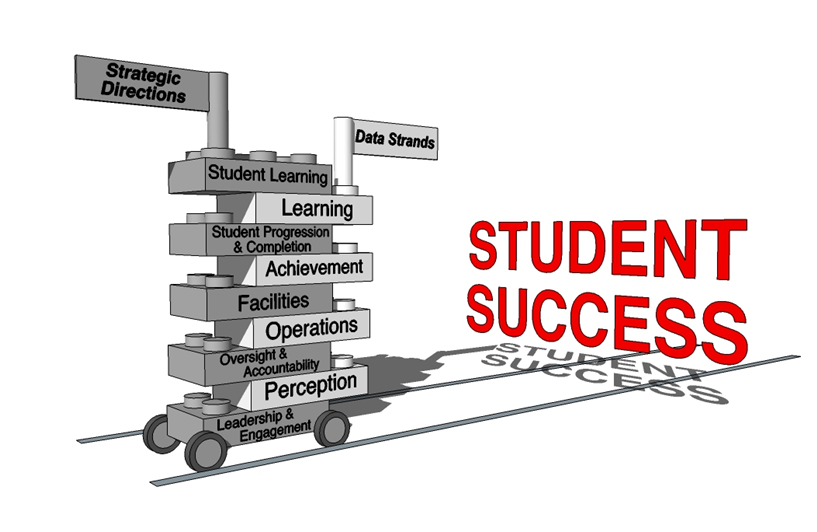 Strategic
Directions
Data Strands
Student Learning
Learning
Student Progression
& Completion
Achievement
Facilities
Operations
Oversight &
Accountability
Perception
Leadership &
Engagement
STUDENT
SUCCESS
STUDENT
SUCCESS